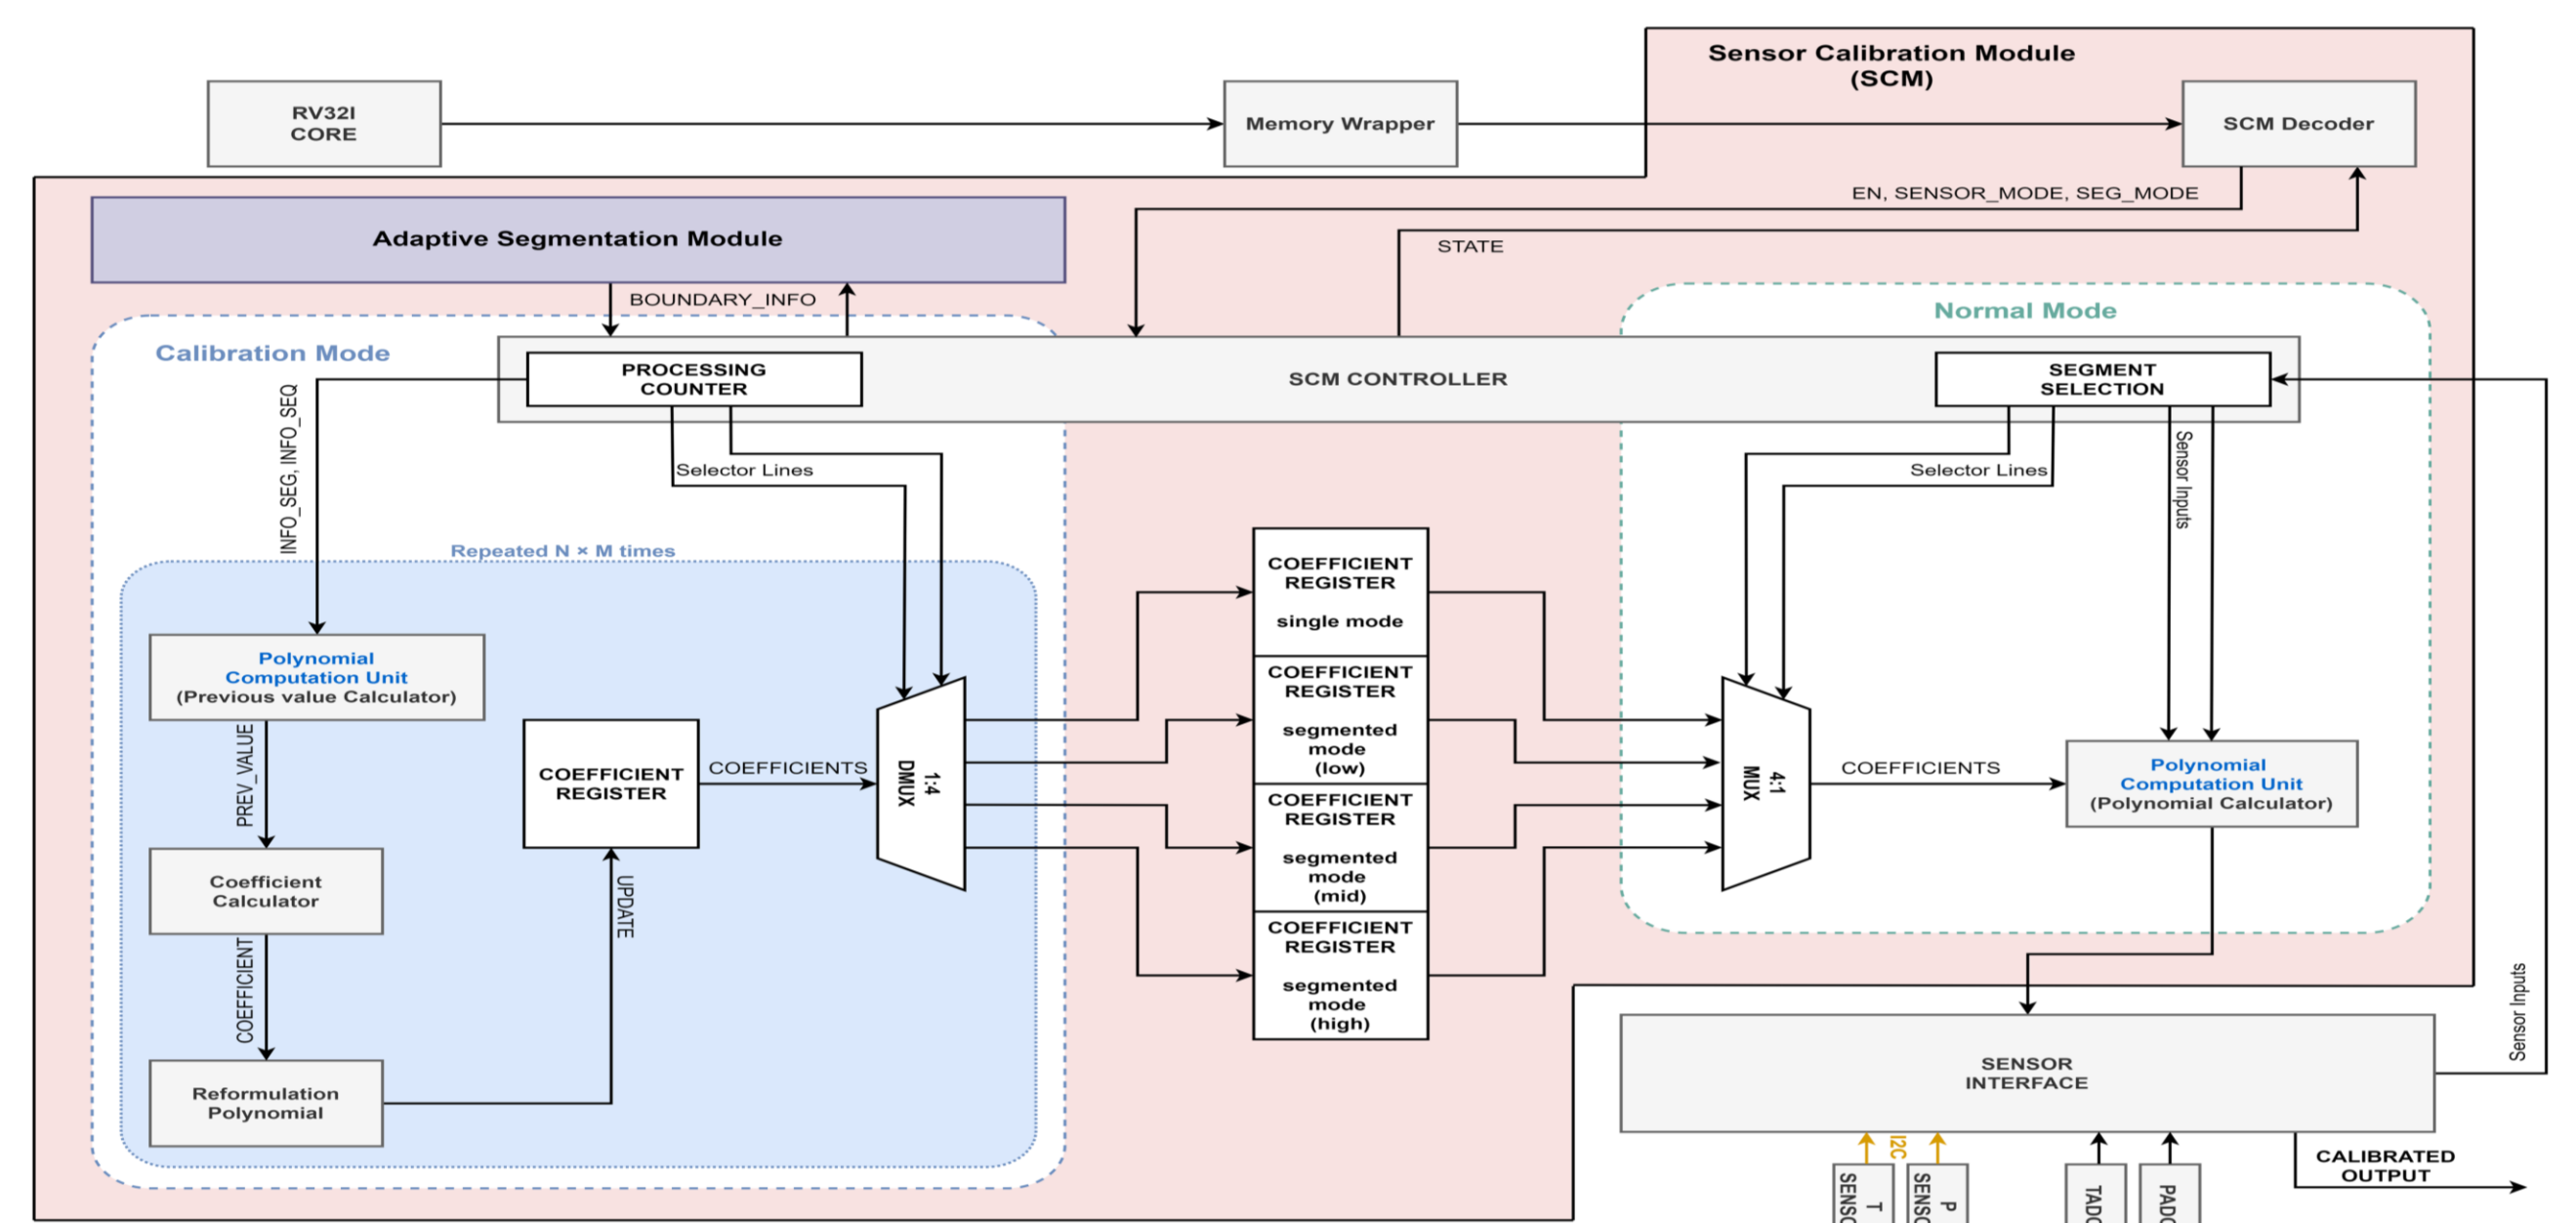 Sensor Calibration Module
(SCM)
RV32I
CORE
Memory Wrapper
SCM Decoder
EN, SENSOR_MODE, SEG_MODE
STATE
Adaptive Segmentation Module
BOUNDARY_INFO
Calibration Mode
Normal Mode
PROCESSING
COUNTER
SCM CONTROLLER
SEGMENT
SELECTION
INFO_SEG, INFO_SEQ
Selector Lines
Selector Lines
Sensor Inputs
Repeated N × M times
Polynomial
Computation Unit
(Previous value Calculator)
PREV_VALUE
Coefficient
Calculator
COEFFICIENT
Reformulation
Polynomial
UPDATE
COEFFICIENT
REGISTER
COEFFICIENTS
1:4
DMUX
COEFFICIENT
REGISTER
single mode
COEFFICIENT
REGISTER
segmented
mode
(low)
COEFFICIENT
REGISTER
segmented
mode
(mid)
COEFFICIENT
REGISTER
segmented
mode
(high)
4:1
MUX
COEFFICIENTS
Polynomial
Computation Unit
(Polynomial Calculator)
Sensor Inputs
SENSOR
INTERFACE
I2C
T
P
CALIBRATED
OUTPUT